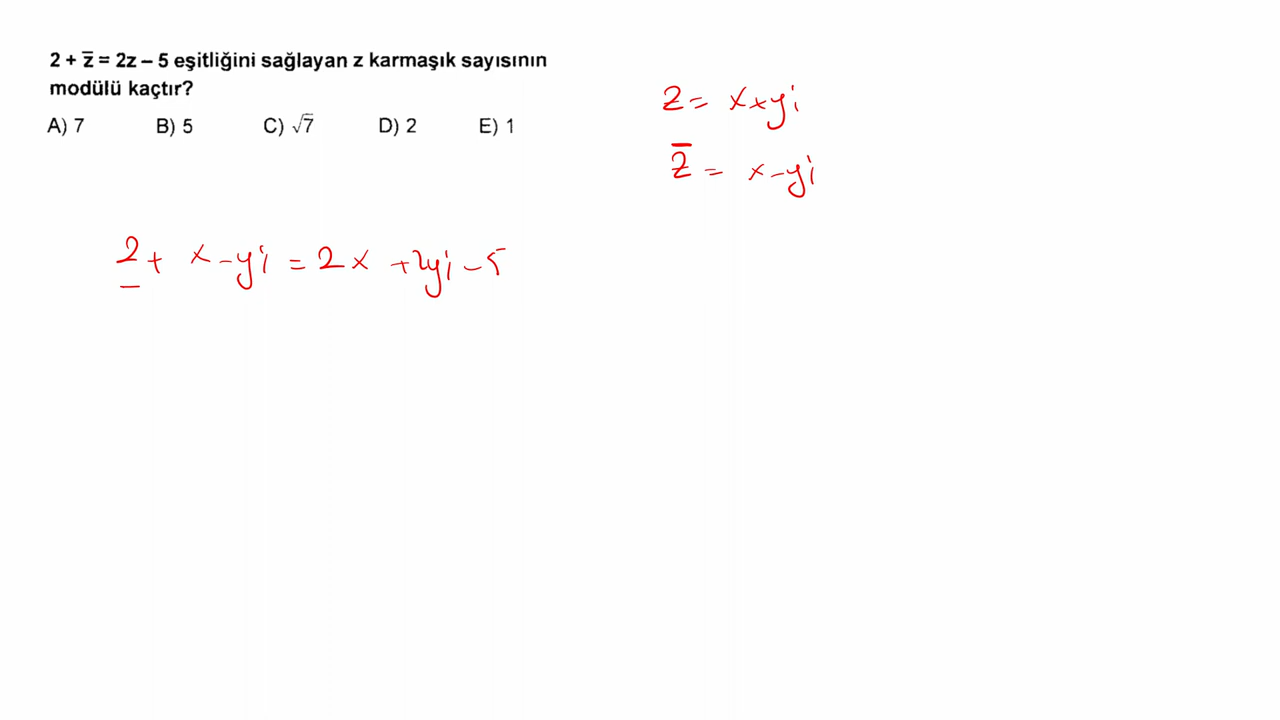 2 + z̅ = 2z – 5 eşitliğini sağlayan z karmaşık sayısının
modülü kaçtır?
A) 7 B) 5 C) √7 D) 2 E) 1
z = x+yi
z̅ = x-yi
2 + x-yi = 2x +2yi -5